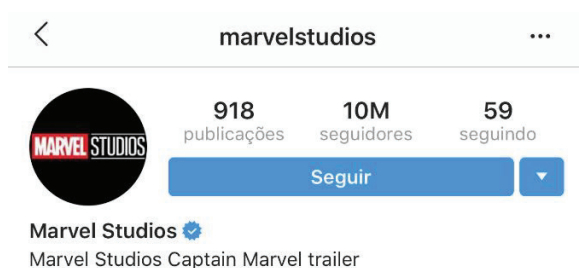 marvelstudios
918 10M 59
publicações seguidores seguindo
MARVEL STUDIOS
Seguir
Marvel Studios
Marvel Studios Captain Marvel trailer